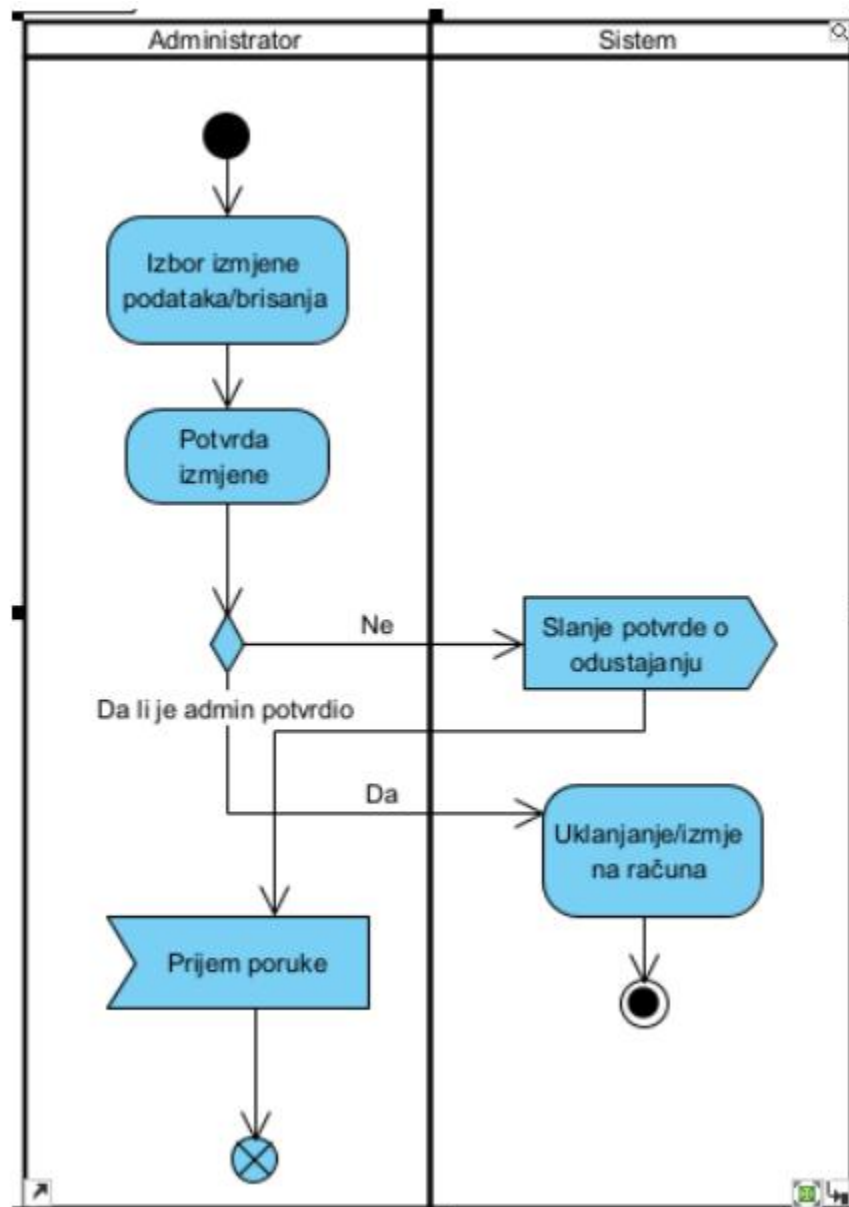 Administrator
Sistem
Izbor izmjene
podataka/brisanja
Potvrda
izmjene
Ne
Slanje potvrde o
odustajanju
Da li je admin potvrdio
Da
Uklanjanje/izmje
na računa
Prijem poruke